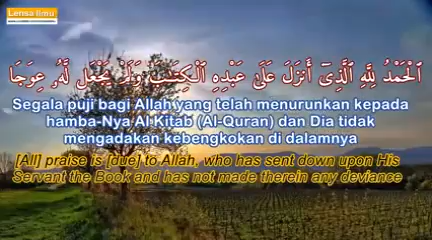 Lensa Ilmu
ٱلْحَمْدُ لِلَّهِ ٱلَّذِىٓ أَنزَلَ عَلَىٰ عَبْدِهِ ٱلْكِتَـٰبَ وَلَمْ يَجْعَل لَّهُۥ عِوَجَا
Segala puji bagi Allah yang telah menurunkan kepada
hamba-Nya Al Kitab (Al-Quran) dan Dia tidak
mengadakan kebengkokan di dalamnya
[All] praise is [due] to Allah, who has sent down upon His
Servant the Book and has not made therein any deviance